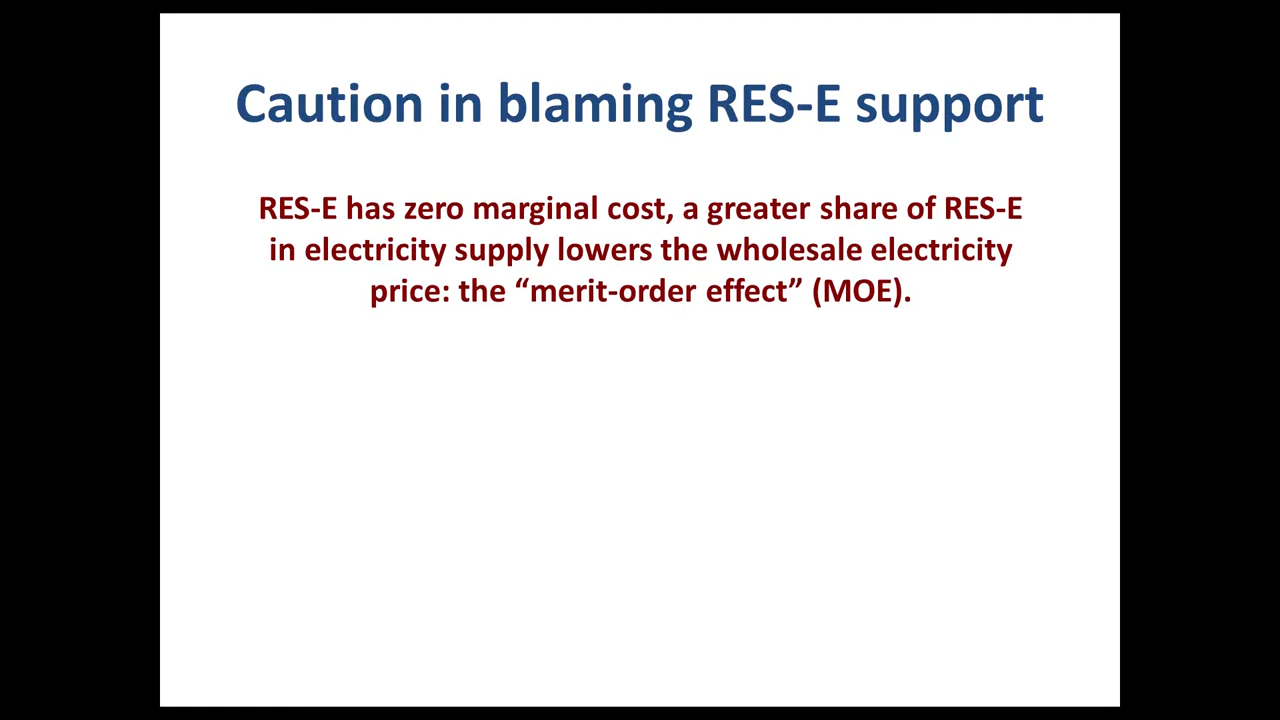 Caution in blaming RES-E support
RES-E has zero marginal cost, a greater share of RES-E
in electricity supply lowers the wholesale electricity
price: the “merit-order effect” (MOE).